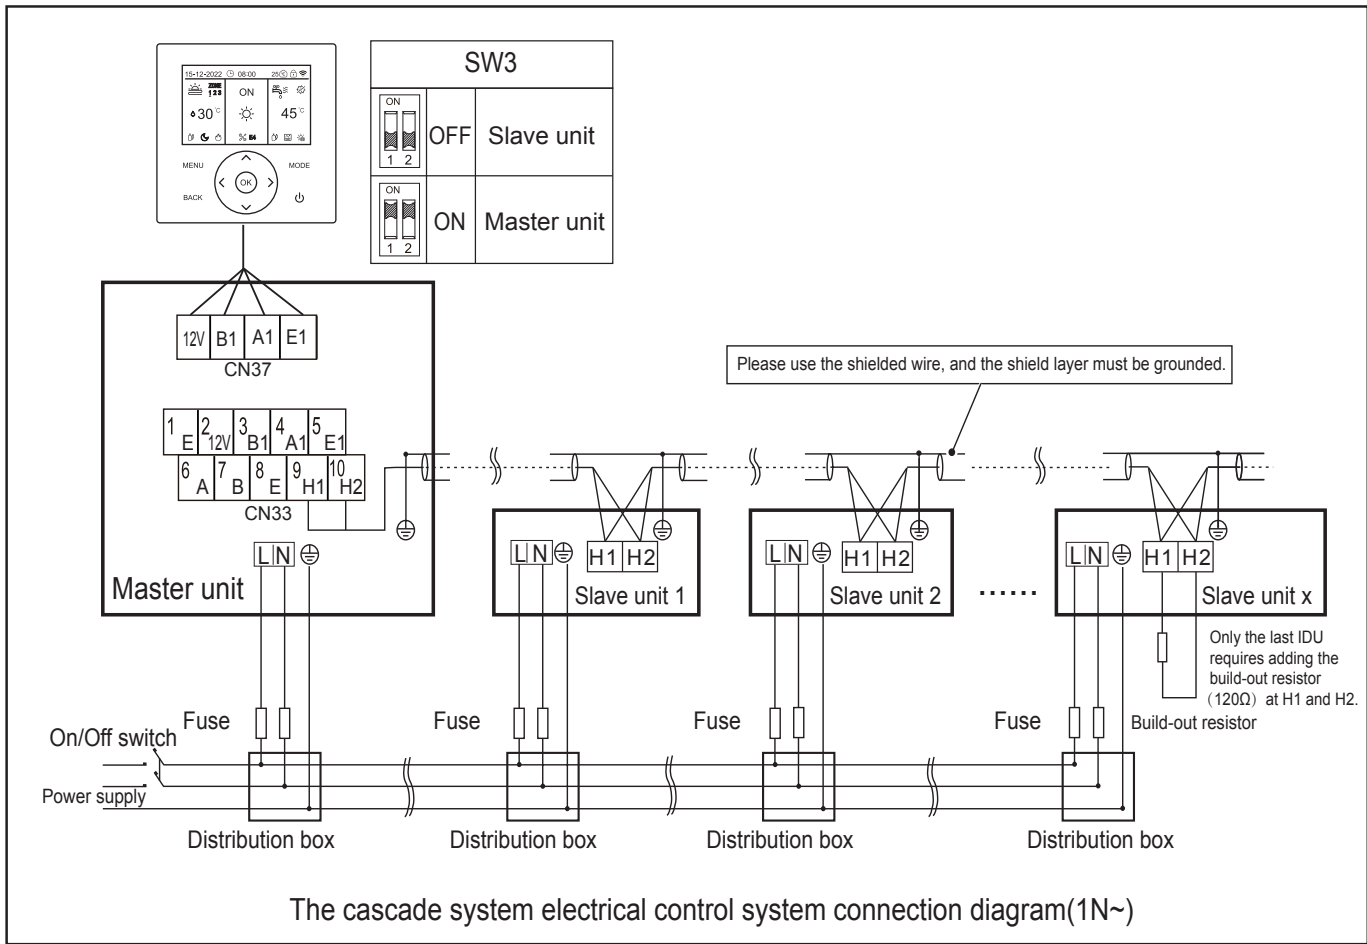 15-12-2022 08:00 25
ZONE
1 2 3
ON
30°C
45°C
E4
MENU
MODE
OK
BACK
SW3
ON
1 2
OFF
Slave unit
ON
1 2
ON
Master unit
12V B1 A1 E1
CN37
Please use the shielded wire, and the shield layer must be grounded.
1 E 2 12V 3 B1 4 A1 5 E1
6 A 7 B 8 E 9 H1 10 H2
CN33
L N
Master unit
L N
H1 H2
Slave unit 1
L N
H1 H2
Slave unit 2
......
L N
H1 H2
Slave unit x
Only the last IDU
requires adding the
build-out resistor
(120Ω) at H1 and H2.
Build-out resistor
Fuse
Fuse
Fuse
Fuse
On/Off switch
Power supply
Distribution box
Distribution box
Distribution box
Distribution box
The cascade system electrical control system connection diagram(1N~)